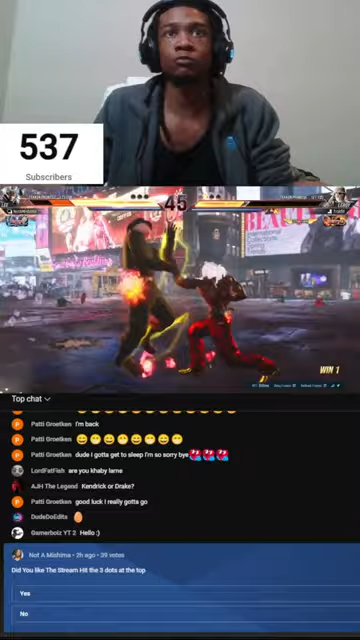 537
Subscribers
45
WIN 1
Top chat
P Patti Groetken i'm back
P Patti Groetken
P Patti Groetken dude i gotta get to sleep i'm so sorry bye
LordFatFish are you khaby lame
AJH The Legend Kendrick or Drake?
P Patti Groetken good luck i really gotta go
DudeDoEdits
Gamerboiz YT 2 Hello :)
Not A Mishima • 2h ago • 39 votes
Did You like The Stream Hit the 3 dots at the top
Yes
No